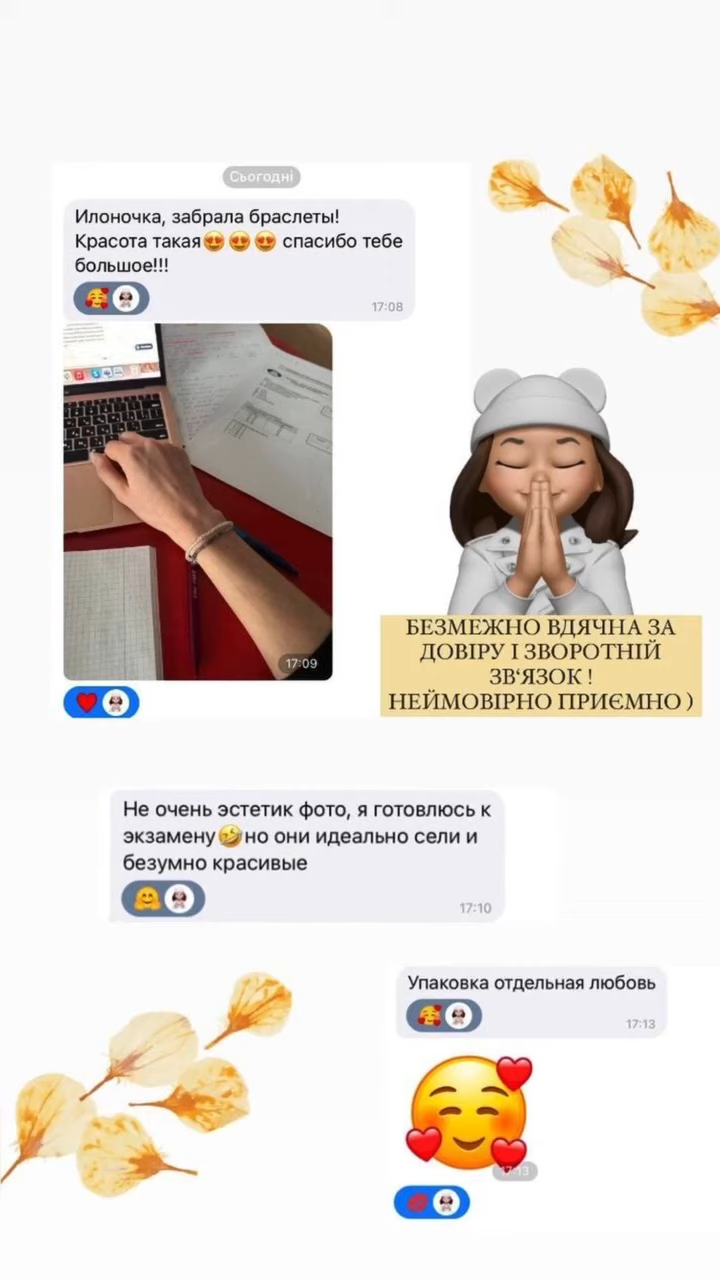 Сьогодні
Илоночка, забрала браслеты!
Красота такая😍😍😍 спасибо тебе
большое!!!
17:08
17:09
БЕЗМЕЖНО ВДЯЧНА ЗА
ДОВІРУ І ЗВОРОТНІЙ
ЗВ‘ЯЗОК !
НЕЙМОВІРНО ПРИЄМНО )
Не очень эстетик фото, я готовлюсь к
экзамену🤣но они идеально сели и
безумно красивые
17:10
Упаковка отдельная любовь
17:13
17:13